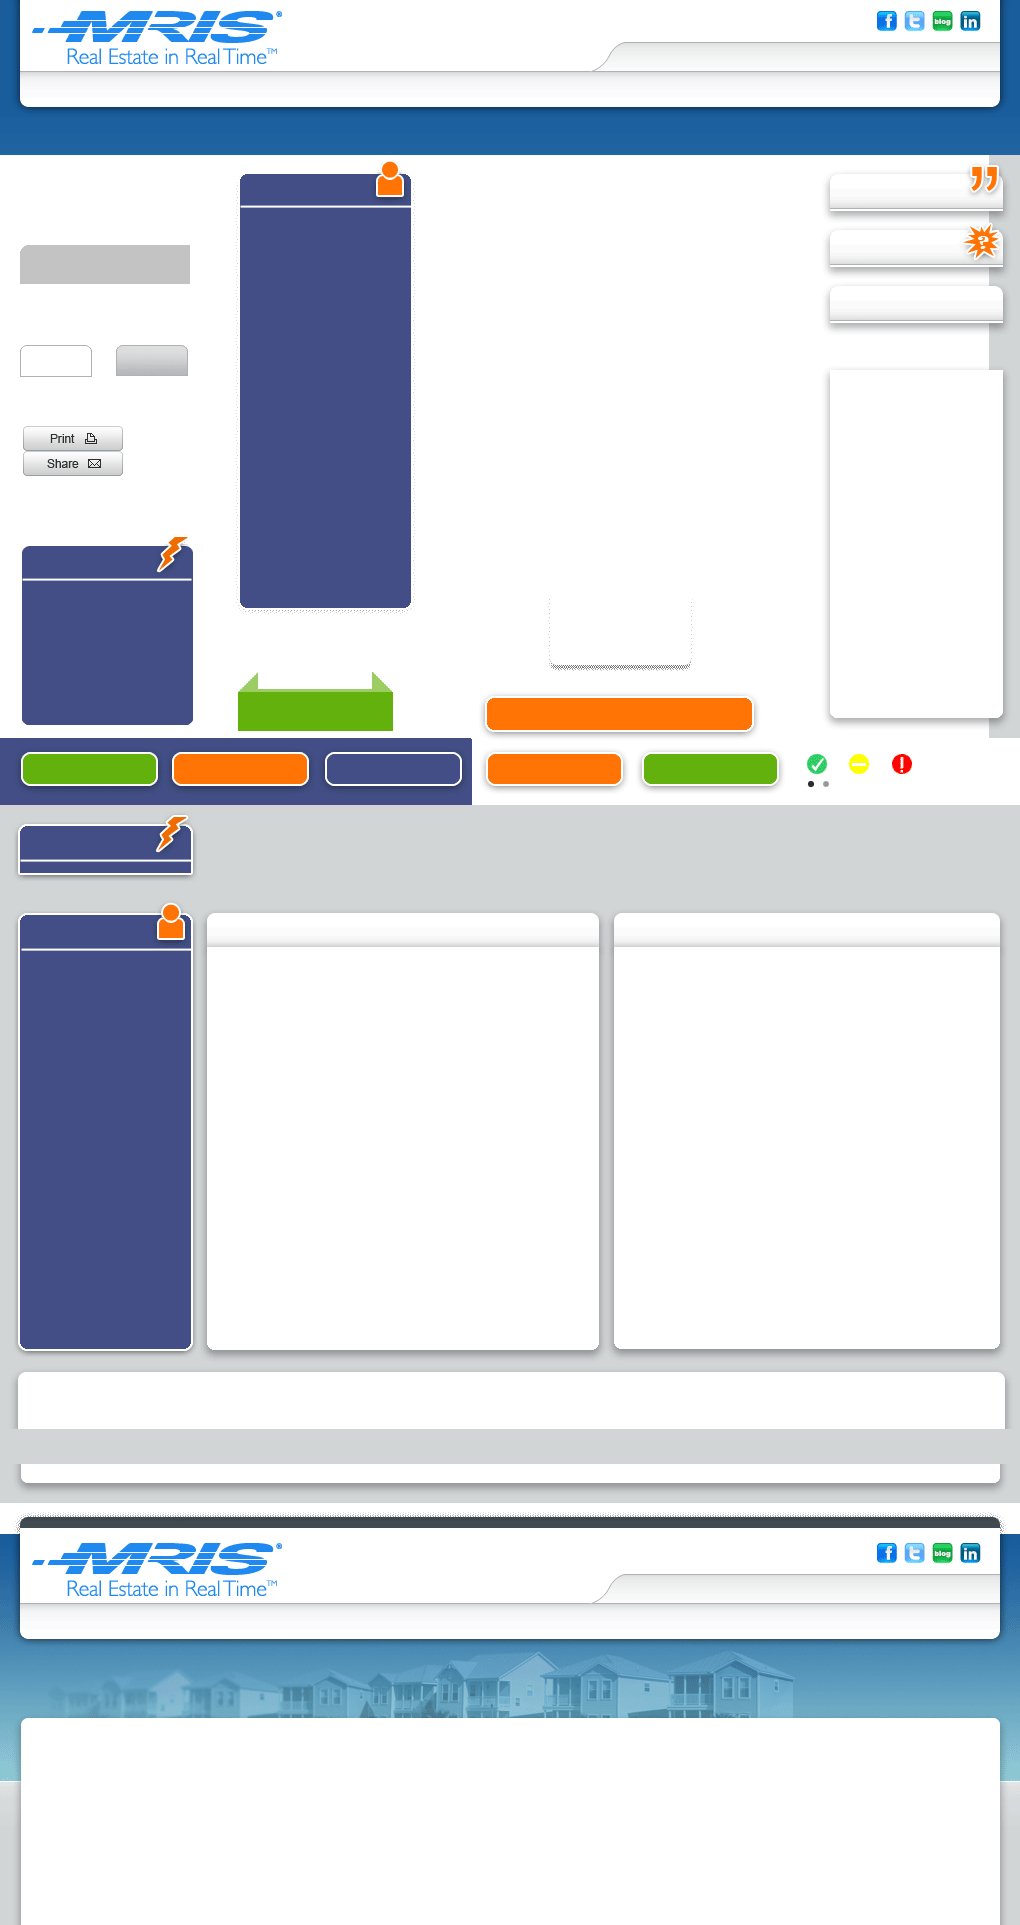 MRIS®
Real Estate in Real Time™
f t blog in
?
Print
Share
MRIS®
Real Estate in Real Time™
f t blog in